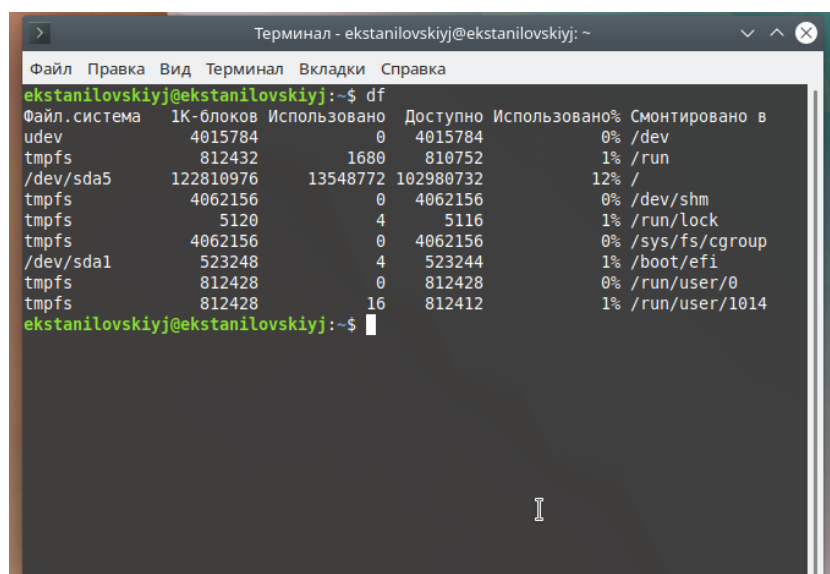 Терминал - ekstanilovskiyj@ekstanilovskiyj: ~
Файл Правка Вид Терминал Вкладки Справка
ekstanilovskiyj@ekstanilovskiyj:~$ df
Файл.система 1К-блоков Использовано Доступно Использовано% Смонтировано в
udev 4015784 0 4015784 0% /dev
tmpfs 812432 1680 810752 1% /run
/dev/sda5 122810976 13548772 102980732 12% /
tmpfs 4062156 0 4062156 0% /dev/shm
tmpfs 5120 4 5116 1% /run/lock
tmpfs 4062156 0 4062156 0% /sys/fs/cgroup
/dev/sda1 523248 4 523244 1% /boot/efi
tmpfs 812428 0 812428 0% /run/user/0
tmpfs 812428 16 812412 1% /run/user/1014
ekstanilovskiyj@ekstanilovskiyj:~$